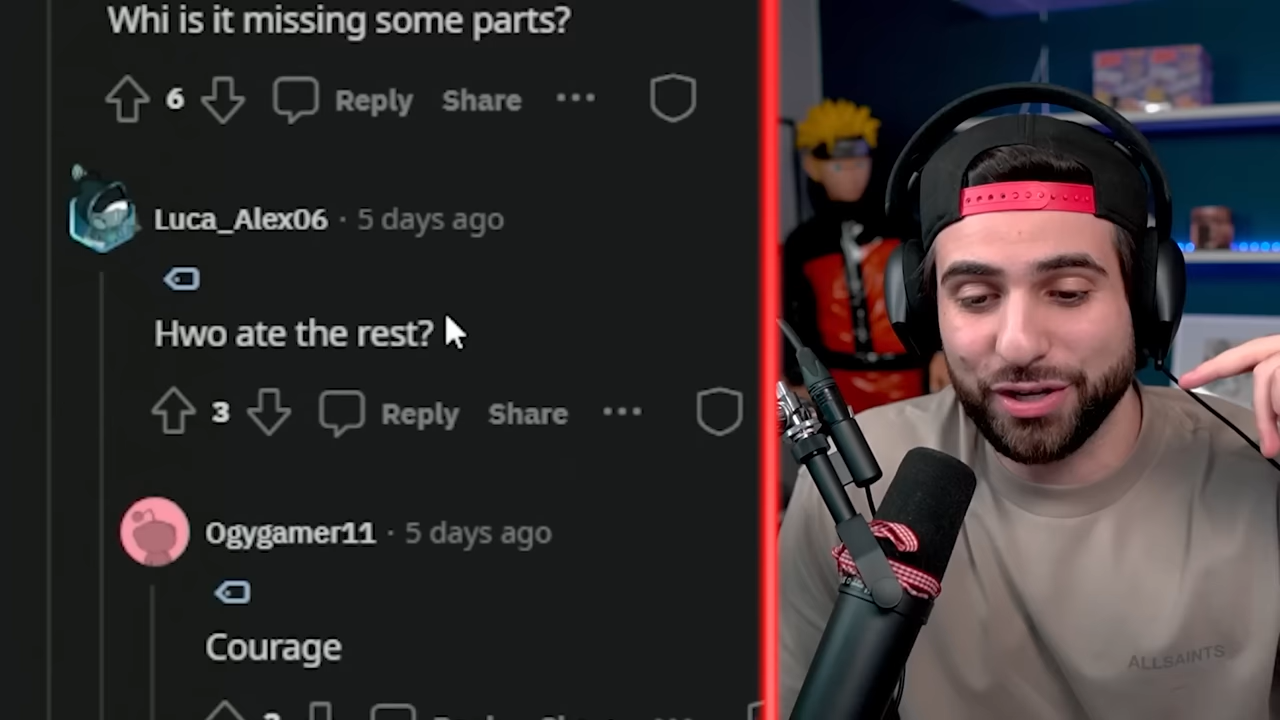 Whi is it missing some parts?
6 Reply Share
Luca_Alex06 · 5 days ago
Hwo ate the rest?
3 Reply Share
Ogygamer11 · 5 days ago
Courage
ALLSAINTS